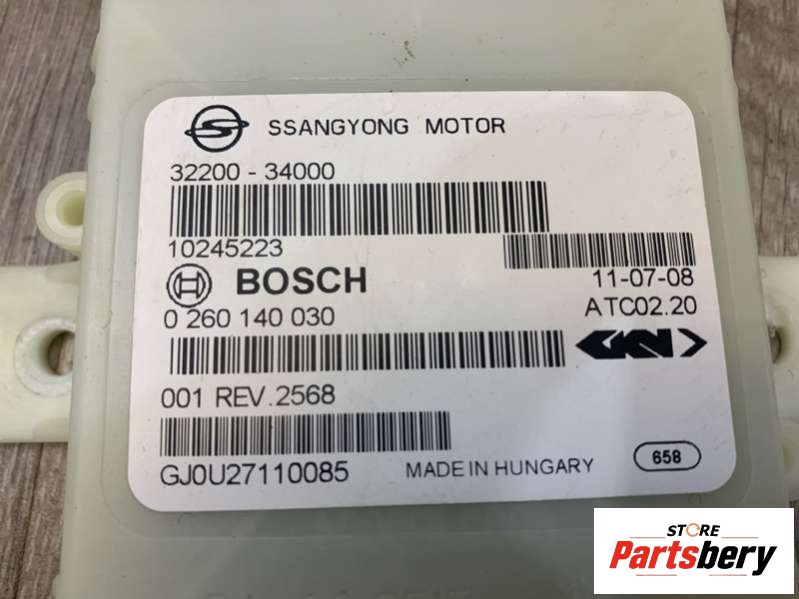 SSANGYONG MOTOR
32200 - 34000
10245223
BOSCH
11-07-08
0 260 140 030
ATC02.20
GKN
001 REV.2568
GJ0U27110085
MADE IN HUNGARY
658
STORE
Partsbery